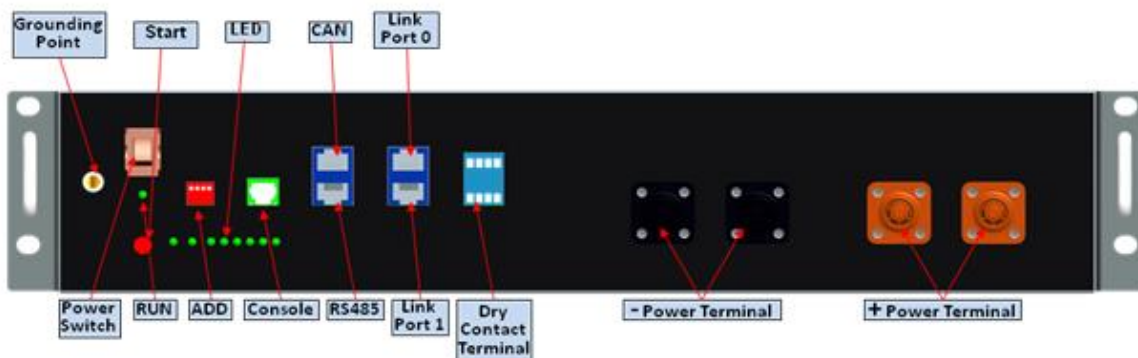 Grounding
Point
Start
LED
CAN
Link
Port 0
Power
Switch
RUN
ADD
Console
RS485
Link
Port 1
Dry
Contact
Terminal
- Power Terminal
+ Power Terminal